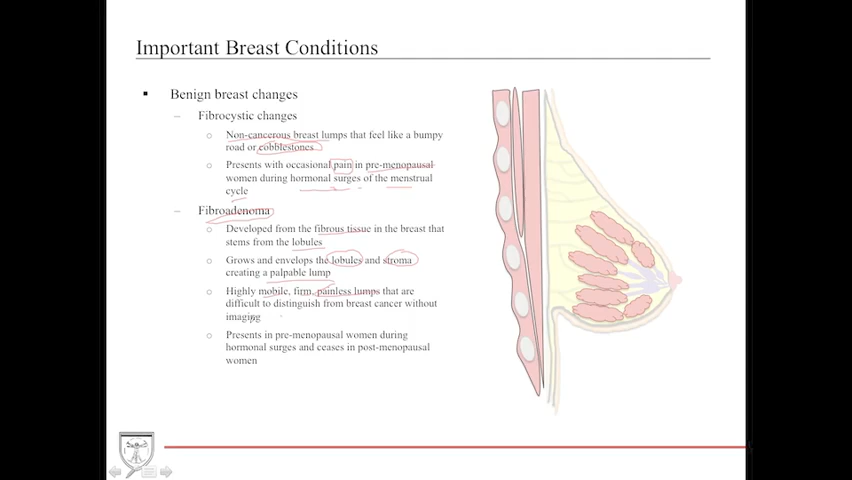 Important Breast Conditions
Benign breast changes
Fibrocystic changes
Non-cancerous breast lumps that feel like a bumpy
road or cobblestones
Presents with occasional pain in pre-menopausal
women during hormonal surges of the menstrual
cycle
Fibroadenoma
Developed from the fibrous tissue in the breast that
stems from the lobules
Grows and envelops the lobules and stroma
creating a palpable lump
Highly mobile, firm, painless lumps that are
difficult to distinguish from breast cancer without
imaging
Presents in pre-menopausal women during
hormonal surges and ceases in post-menopausal
women